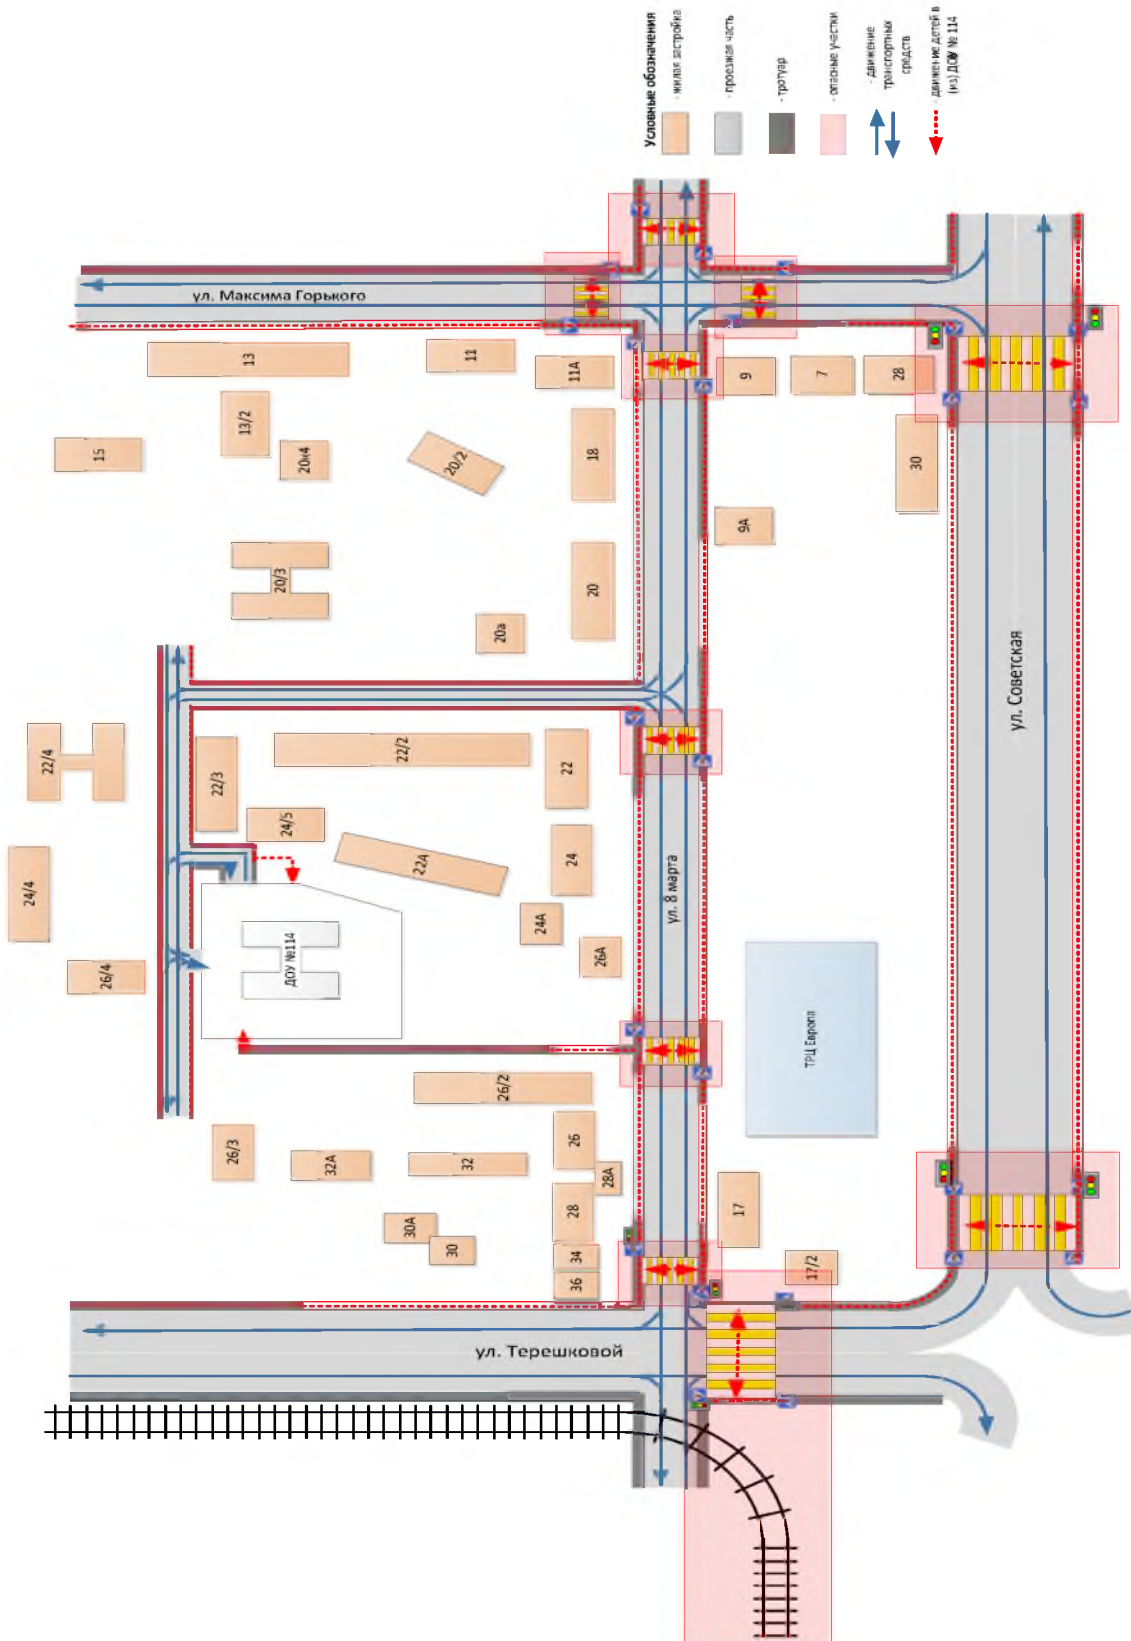 Условные обозначения
- жилая застройка
- проезжая часть
- тротуар
- опасные участки
- движение
транспортных
средств
- движение детей в
(из) ДОУ № 114
ул. Максима Горького
13
11
11А
9
7
28
15
13/2
20к4
20/2
18
30
9А
20/3
20
20а
ул. Советская
22/4
22/3
22/2
22
24/4
24/5
22А
24
ул. 8 марта
24А
26/4
ДОУ №114
26А
ТРЦ Европа
26/2
26/3
32А
32
26
28А
28
30А
30
34
36
17
17/2
ул. Терешковой